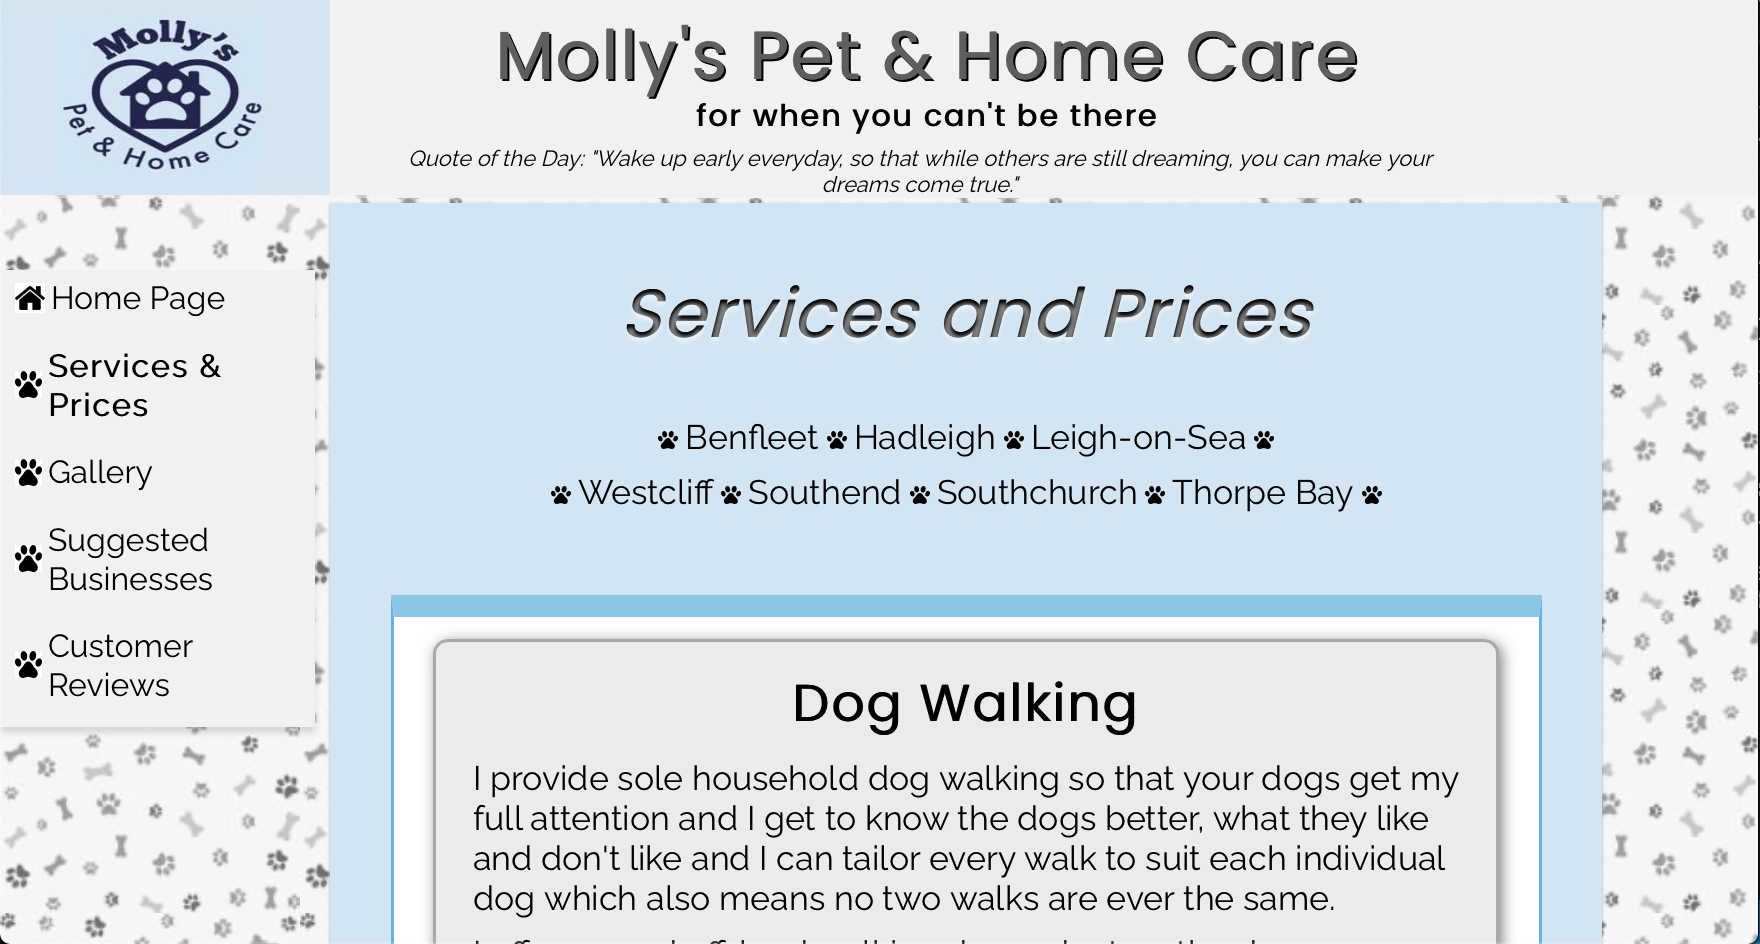 Molly's
Pet & Home Care
Molly's Pet & Home Care
for when you can't be there
Quote of the Day: "Wake up early everyday, so that while others are still dreaming, you can make your
dreams come true."
Home Page
Services &
Prices
Gallery
Suggested
Businesses
Customer
Reviews
Services and Prices
Benfleet Hadleigh Leigh-on-Sea
Westcliff Southend Southchurch Thorpe Bay
Dog Walking
I provide sole household dog walking so that your dogs get my
full attention and I get to know the dogs better, what they like
and don't like and I can tailor every walk to suit each individual
dog which also means no two walks are ever the same.